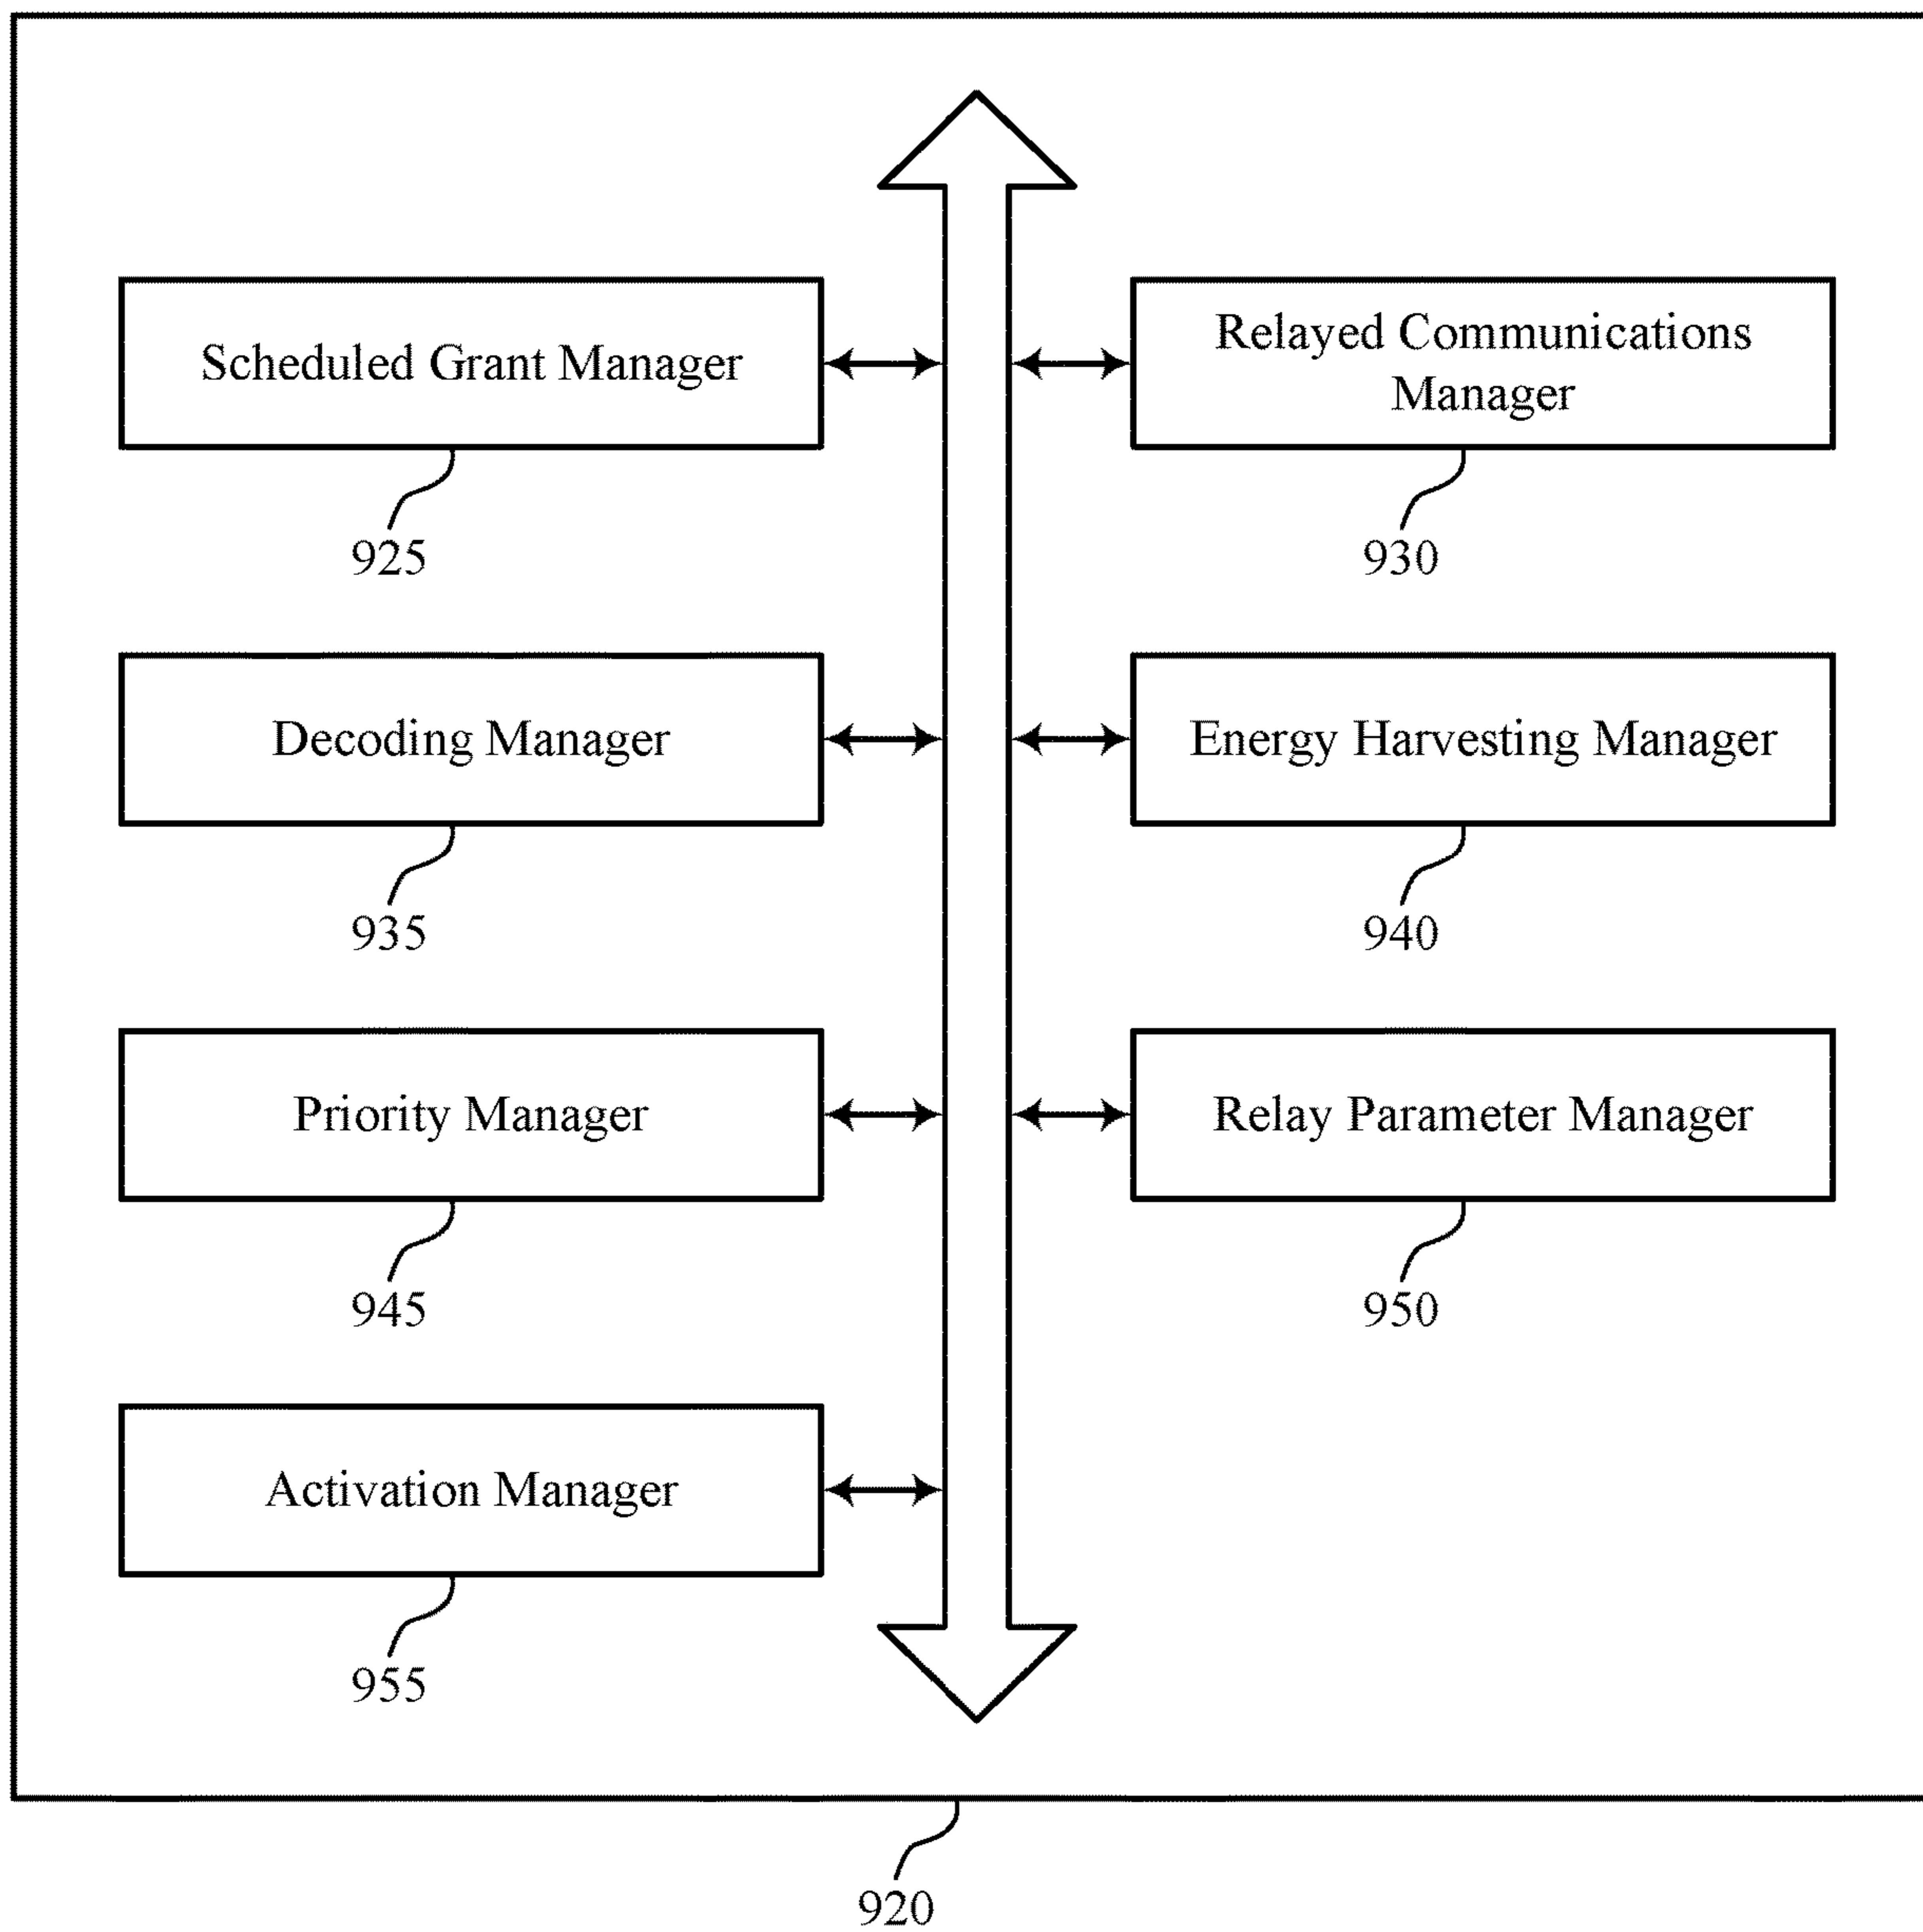 Scheduled Grant Manager
925
Relayed Communications
Manager
930
Decoding Manager
935
Energy Harvesting Manager
940
Priority Manager
945
Relay Parameter Manager
950
Activation Manager
955
920